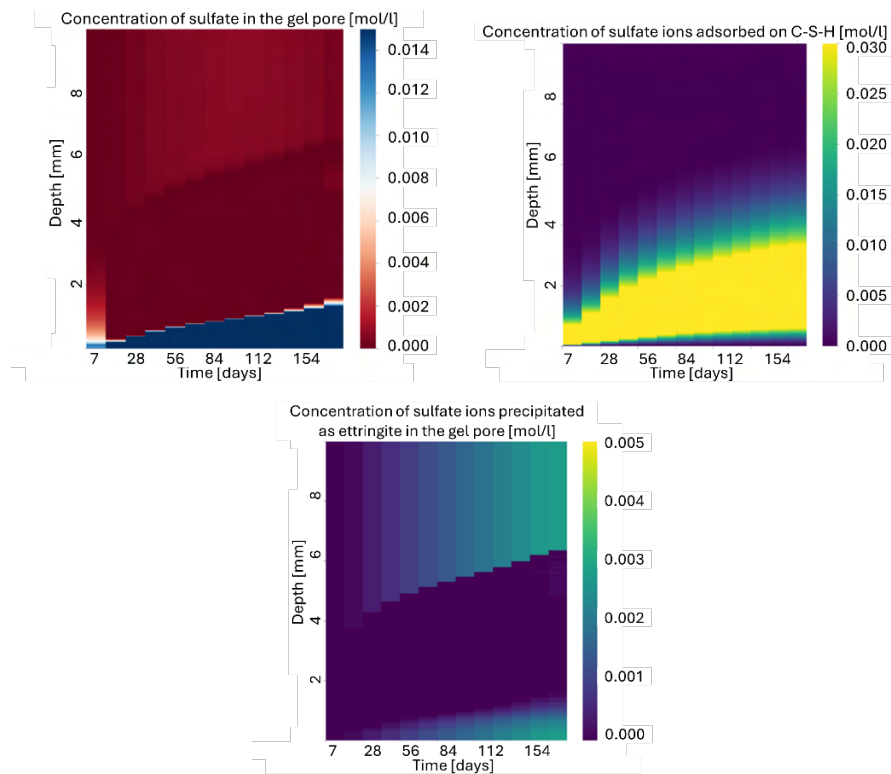 Concentration of sulfate in the gel pore [mol/l]
0.014
0.012
0.010
0.008
0.006
0.004
0.002
0.000
8
6
4
2
Depth [mm]
7 28 56 84 112 154
Time [days]
Concentration of sulfate ions adsorbed on C-S-H [mol/l]
0.030
0.025
0.020
0.015
0.010
0.005
0.000
8
6
4
2
Depth [mm]
7 28 56 84 112 154
Time [days]
Concentration of sulfate ions precipitated
as ettringite in the gel pore [mol/l]
0.005
0.004
0.003
0.002
0.001
0.000
8
6
4
2
Depth [mm]
7 28 56 84 112 154
Time [days]